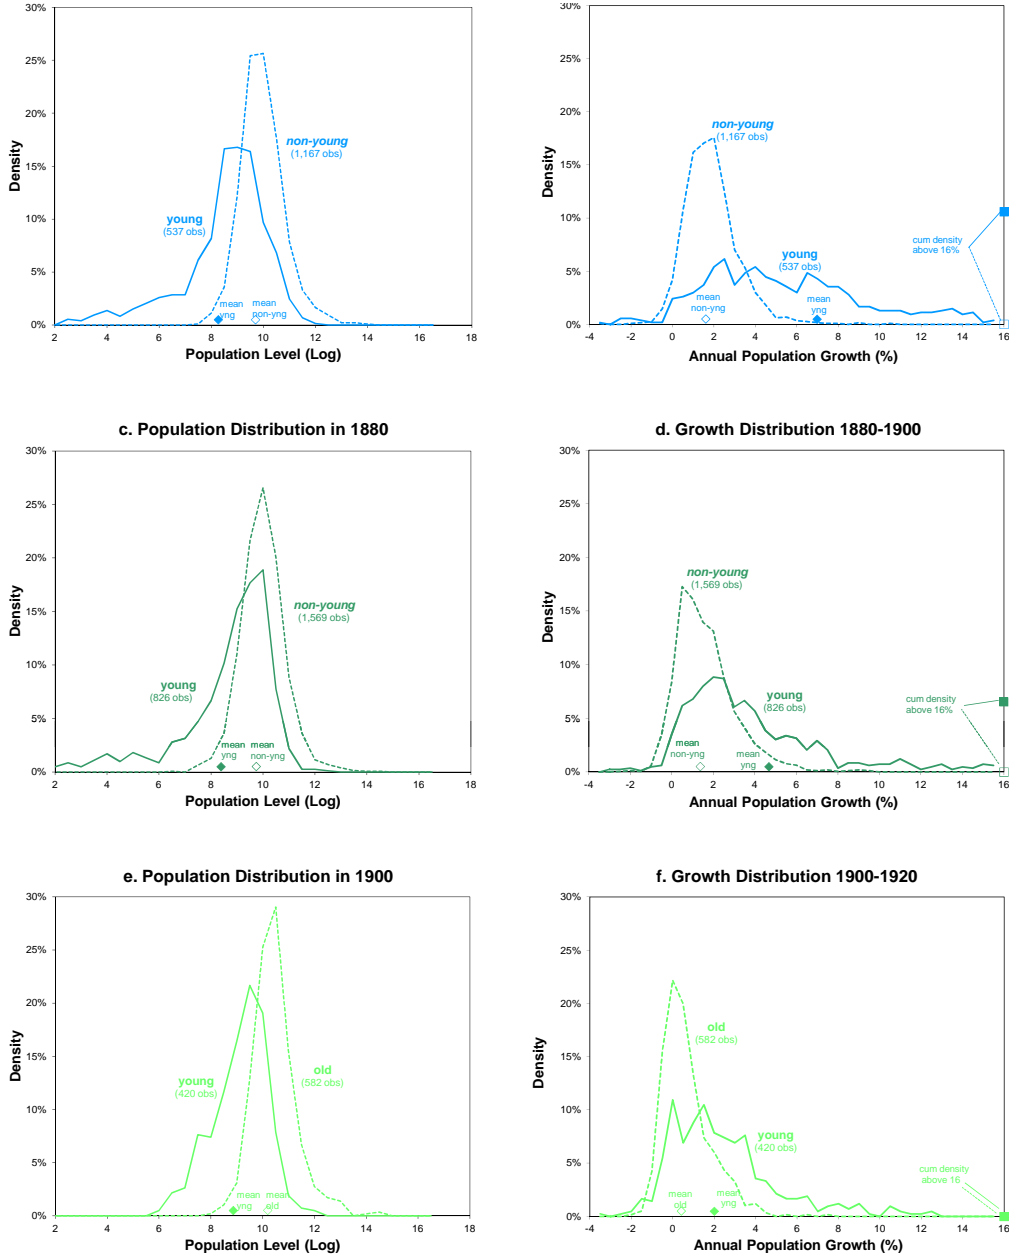 30%
25%
20%
15%
10%
5%
0%
Density
non-young
(1,167 obs)
young
(537 obs)
mean
yng
mean
non-yng
2 4 6 8 10 12 14 16 18
Population Level (Log)
30%
25%
20%
15%
10%
5%
0%
Density
non-young
(1,167 obs)
young
(537 obs)
cum density
above 16%
mean
non-yng
mean
yng
-4 -2 0 2 4 6 8 10 12 14 16
Annual Population Growth (%)
c. Population Distribution in 1880
30%
25%
20%
15%
10%
5%
0%
Density
non-young
(1,569 obs)
young
(826 obs)
mean
yng
mean
non-yng
2 4 6 8 10 12 14 16 18
Population Level (Log)
d. Growth Distribution 1880-1900
30%
25%
20%
15%
10%
5%
0%
Density
non-young
(1,569 obs)
young
(826 obs)
cum density
above 16%
mean
non-yng
mean
yng
-4 -2 0 2 4 6 8 10 12 14 16
Annual Population Growth (%)
e. Population Distribution in 1900
30%
25%
20%
15%
10%
5%
0%
Density
old
(582 obs)
young
(420 obs)
mean
yng
mean
old
2 4 6 8 10 12 14 16 18
Population Level (Log)
f. Growth Distribution 1900-1920
30%
25%
20%
15%
10%
5%
0%
Density
old
(582 obs)
young
(420 obs)
cum density
above 16
mean
old
mean
yng
-4 -2 0 2 4 6 8 10 12 14 16
Annual Population Growth (%)